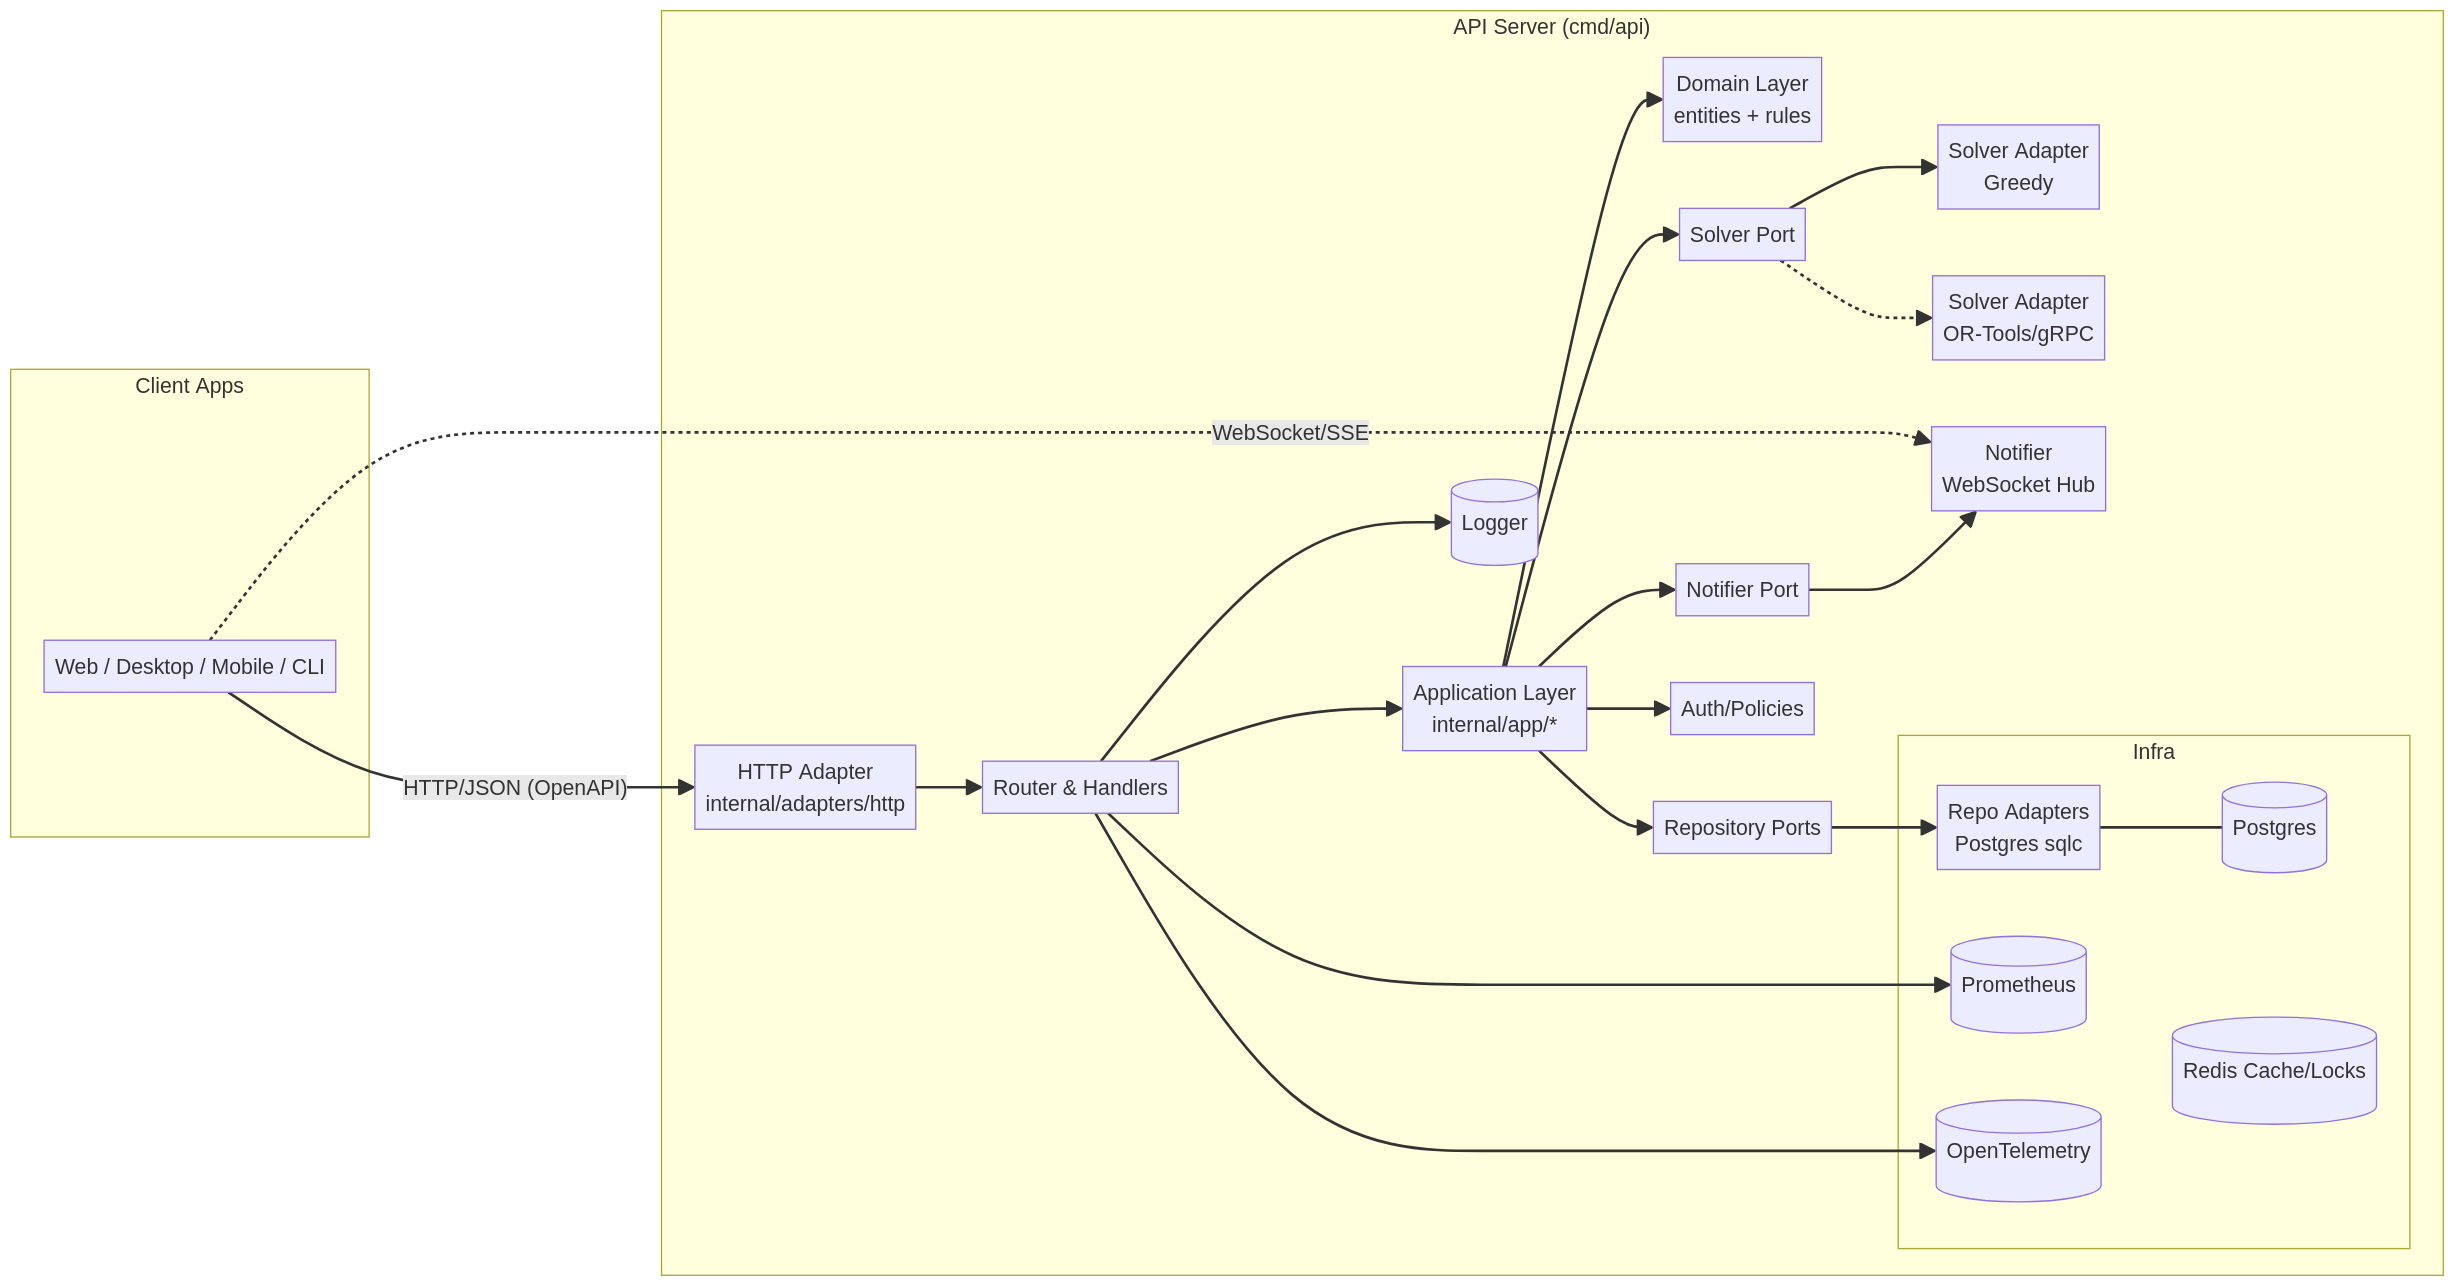 API Server (cmd/api)
Domain Layer
entities + rules
Solver Adapter
Greedy
Solver Port
Solver Adapter
OR-Tools/gRPC
Client Apps
WebSocket/SSE
Notifier
WebSocket Hub
Logger
Notifier Port
Web / Desktop / Mobile / CLI
Application Layer
internal/app/*
Auth/Policies
Infra
HTTP/JSON (OpenAPI)
HTTP Adapter
internal/adapters/http
Router & Handlers
Repository Ports
Repo Adapters
Postgres sqlc
Postgres
Prometheus
Redis Cache/Locks
OpenTelemetry